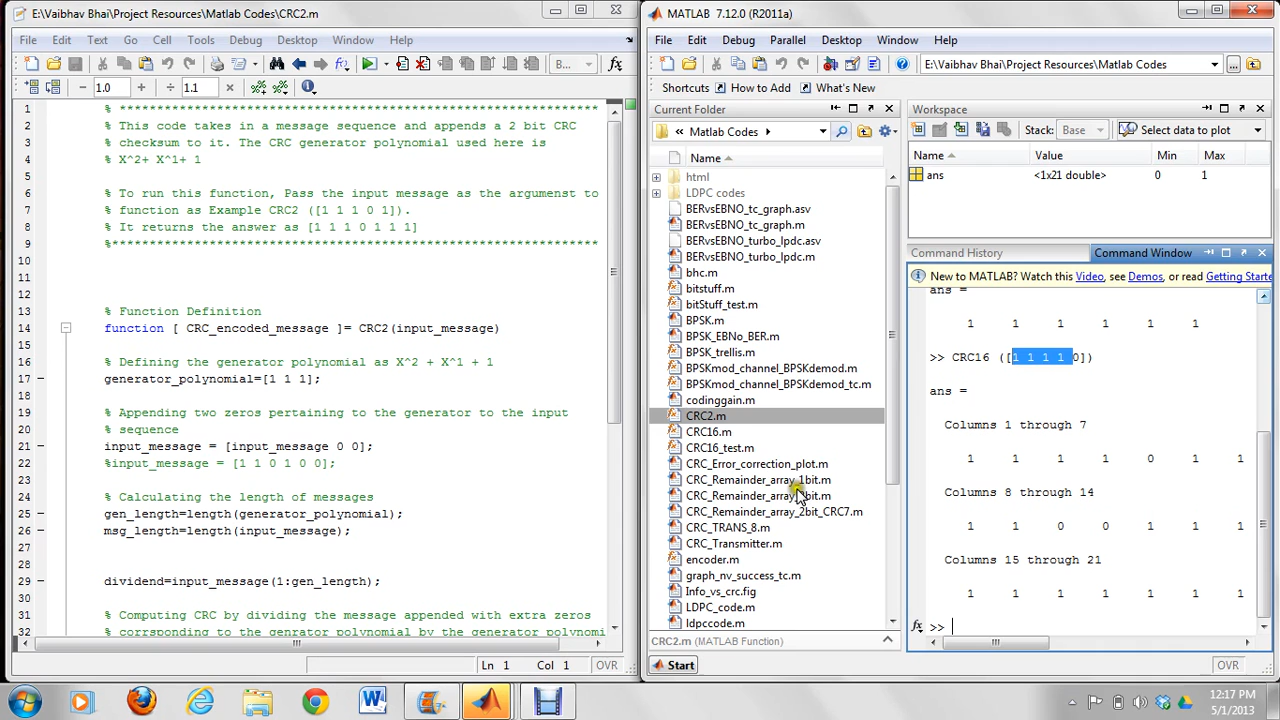 E:\Vaibhav Bhai\Project Resources\Matlab Codes\CRC2.m
File Edit Text Go Cell Tools Debug Desktop Window Help
B...
1.0 1.1
1 % **********************************************************************
2 % This code takes in a message sequence and appends a 2 bit CRC
3 % checksum to it. The CRC generator polynomial used here is
4 % X^2+ X^1+ 1
5
6 % To run this function, Pass the input message as the argumenst to
7 % function as Example CRC2 ([1 1 1 0 1]).
8 % It returns the answer as [1 1 1 0 1 1 1]
9 %**********************************************************************
10
11
12
13 % Function Definition
14 function [ CRC_encoded_message ]= CRC2(input_message)
15
16 % Defining the generator polynomial as X^2 + X^1 + 1
17 generator_polynomial=[1 1 1];
18
19 % Appending two zeros pertaining to the generator to the input
20 % sequence
21 input_message = [input_message 0 0];
22 %input_message = [1 1 0 1 0 0];
23
24 % Calculating the length of messages
25 gen_length=length(generator_polynomial);
26 msg_length=length(input_message);
27
28
29 dividend=input_message(1:gen_length);
30
31 % Computing CRC by dividing the message appended with extra zeros
32 % corrsponding to the genrator polynomial by the generator polynomi
Ln 1 Col 1 OVR
MATLAB 7.12.0 (R2011a)
File Edit Debug Parallel Desktop Window Help
E:\Vaibhav Bhai\Project Resources\Matlab Codes
Shortcuts How to Add What's New
Current Folder
« Matlab Codes
Name
html
LDPC codes
BERvsEBNO_tc_graph.asv
BERvsEBNO_tc_graph.m
BERvsEBNO_turbo_lpdc.asv
BERvsEBNO_turbo_lpdc.m
bhc.m
bitstuff.m
bitStuff_test.m
BPSK.m
BPSK_EBNo_BER.m
BPSK_trellis.m
BPSKmod_channel_BPSKdemod.m
BPSKmod_channel_BPSKdemod_tc.m
codinggain.m
CRC2.m
CRC16.m
CRC16_test.m
CRC_Error_correction_plot.m
CRC_Remainder_array_1bit.m
CRC_Remainder_array_ bit.m
CRC_Remainder_array_2bit_CRC7.m
CRC_TRANS_8.m
CRC_Transmitter.m
encoder.m
graph_nv_success_tc.m
Info_vs_crc.fig
LDPC_code.m
ldpccode.m
CRC2.m (MATLAB Function)
Start
Workspace
Stack: Base Select data to plot
Name Value Min Max
ans <1x21 double> 0 1
Command History Command Window
New to MATLAB? Watch this Video, see Demos, or read Getting Starte
ans =
1 1 1 1 1 1
>> CRC16 ([1 1 1 1 0])
ans =
Columns 1 through 7
1 1 1 1 0 1 1
Columns 8 through 14
1 1 0 0 1 1 1
Columns 15 through 21
1 1 1 1 1 1 1
fx >>
OVR
12:17 PM
5/1/2013